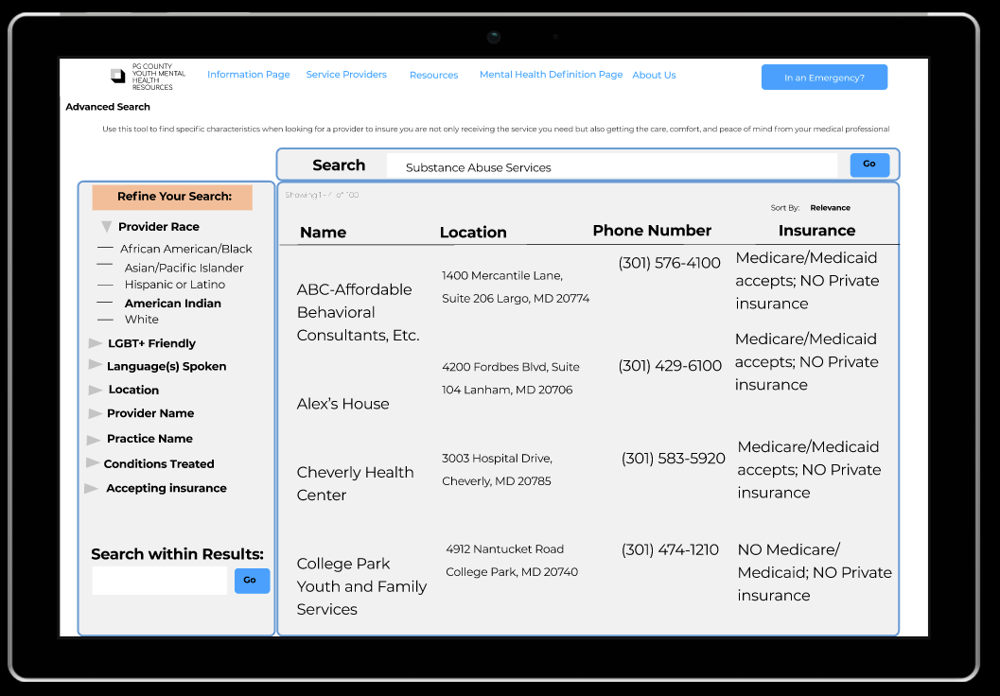 PG COUNTY
YOUTH MENTAL
HEALTH
RESOURCES
Information Page
Service Providers
Resources
Mental Health Definition Page
About Us
In an Emergency?
Advanced Search
Use this tool to find specific characteristics when looking for a provider to insure you are not only receiving the service you need but also getting the care, comfort, and peace of mind from your medical professional
Search
Substance Abuse Services
Go
Refine Your Search:
Provider Race
African American/Black
Asian/Pacific Islander
Hispanic or Latino
American Indian
White
LGBT+ Friendly
Language(s) Spoken
Location
Provider Name
Practice Name
Conditions Treated
Accepting insurance
Search within Results:
Go
Showing 1 - of 100
Sort By: Relevance
Name
Location
Phone Number
Insurance
ABC-Affordable
Behavioral
Consultants, Etc.
1400 Mercantile Lane,
Suite 206 Largo, MD 20774
(301) 576-4100
Medicare/Medicaid
accepts; NO Private
insurance
Alex's House
4200 Fordbes Blvd, Suite
104 Lanham, MD 20706
(301) 429-6100
Medicare/Medicaid
accepts; NO Private
insurance
Cheverly Health
Center
3003 Hospital Drive,
Cheverly, MD 20785
(301) 583-5920
Medicare/Medicaid
accepts; NO Private
insurance
College Park
Youth and Family
Services
4912 Nantucket Road
College Park, MD 20740
(301) 474-1210
NO Medicare/
Medicaid; NO Private
insurance